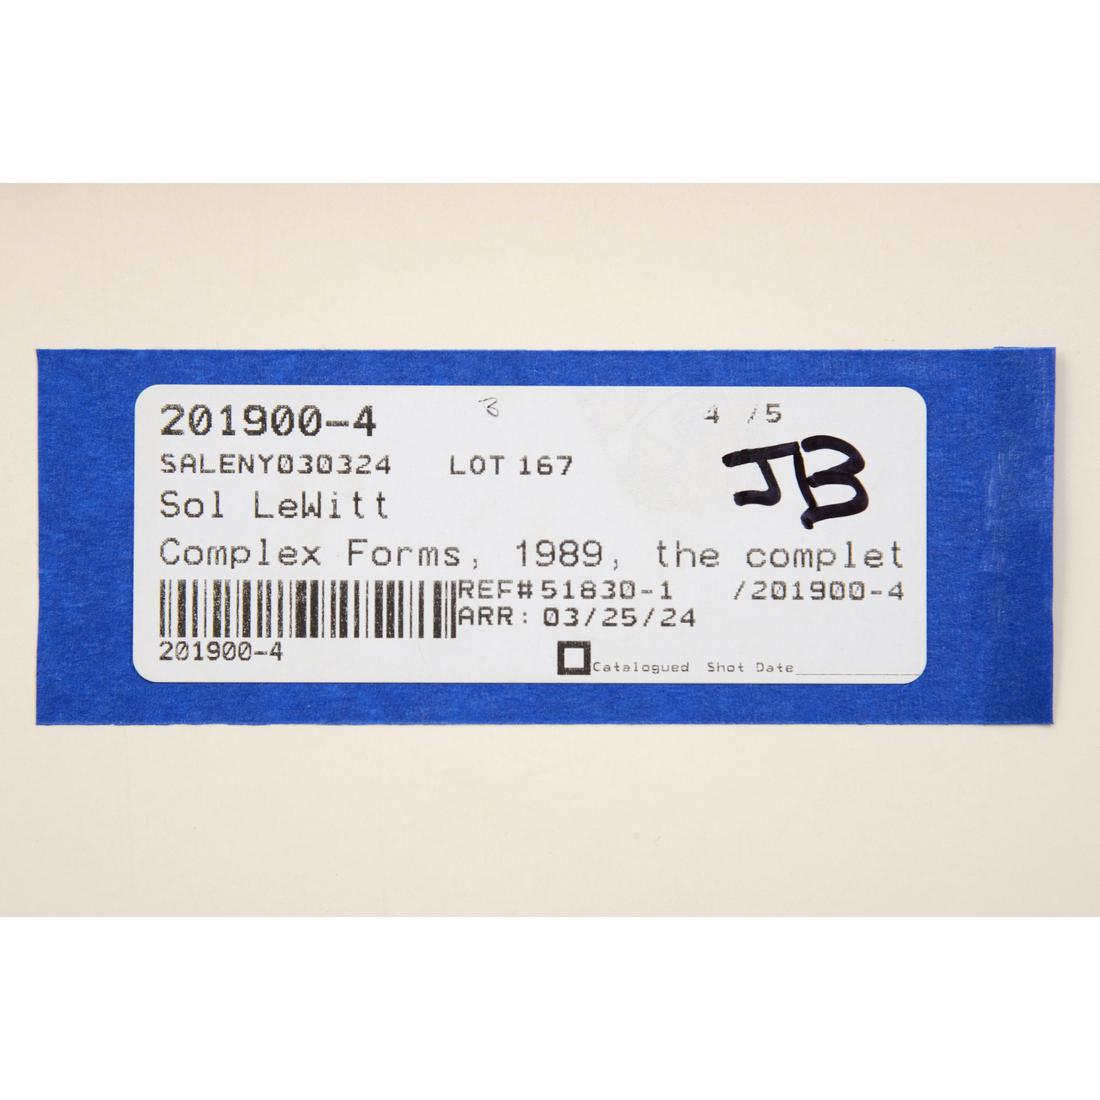 201900-4 4 /5
SALENY030324 LOT 167
JB
Sol LeWitt
Complex Forms, 1989, the complet
REF#51830-1 /201900-4
ARR: 03/25/24
201900-4
Catalogued Shot Date